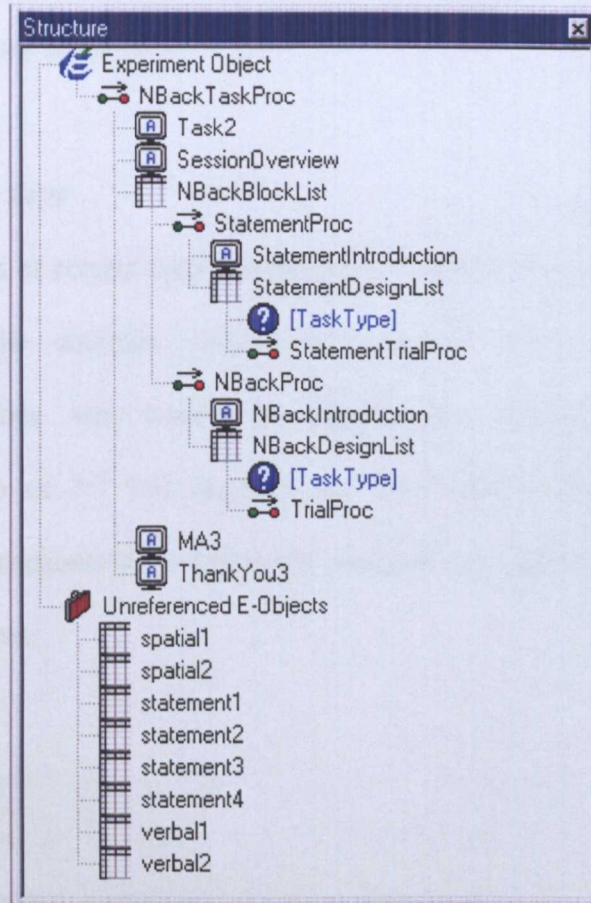 Structure
Experiment Object
NBackTaskProc
A Task2
A SessionOverview
NBackBlockList
StatementProc
A StatementIntroduction
StatementDesignList
? [TaskType]
StatementTrialProc
NBackProc
A NBackIntroduction
NBackDesignList
? [TaskType]
TrialProc
A MA3
A ThankYou3
Unreferenced E-Objects
spatial1
spatial2
statement1
statement2
statement3
statement4
verbal1
verbal2